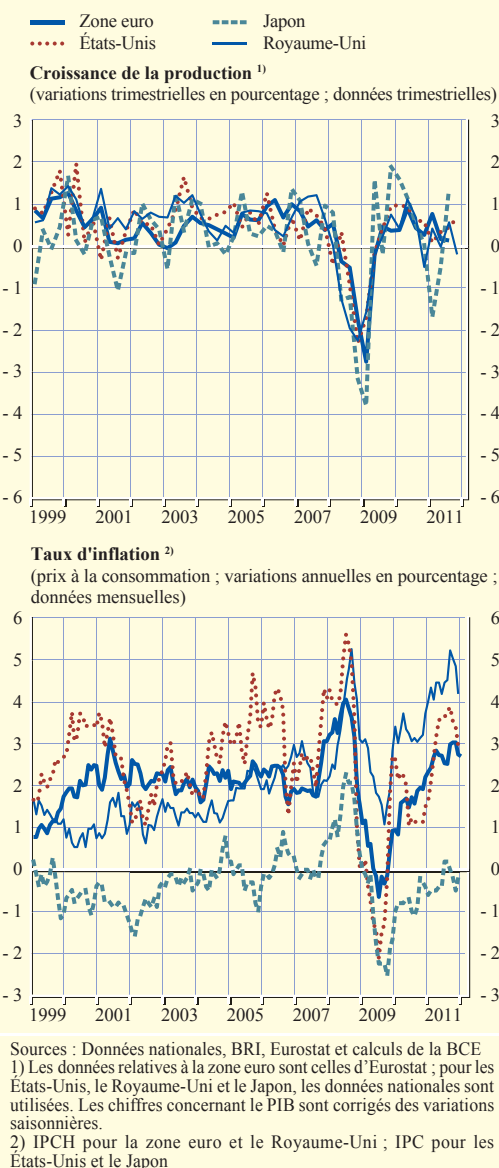 Zone euro
Japon
États-Unis
Royaume-Uni
Croissance de la production 1)
(variations trimestrielles en pourcentage ; données trimestrielles)
3 3
2 2
1 1
0 0
- 1 - 1
- 2 - 2
- 3 - 3
- 4 - 4
- 5 - 5
- 6 - 6
1999 2001 2003 2005 2007 2009 2011
Taux d'inflation 2)
(prix à la consommation ; variations annuelles en pourcentage ;
données mensuelles)
6 6
5 5
4 4
3 3
2 2
1 1
0 0
- 1 - 1
- 2 - 2
- 3 - 3
1999 2001 2003 2005 2007 2009 2011
Sources : Données nationales, BRI, Eurostat et calculs de la BCE
1) Les données relatives à la zone euro sont celles d’Eurostat ; pour les
États-Unis, le Royaume-Uni et le Japon, les données nationales sont
utilisées. Les chiffres concernant le PIB sont corrigés des variations
saisonnières.
2) IPCH pour la zone euro et le Royaume-Uni ; IPC pour les
États-Unis et le Japon